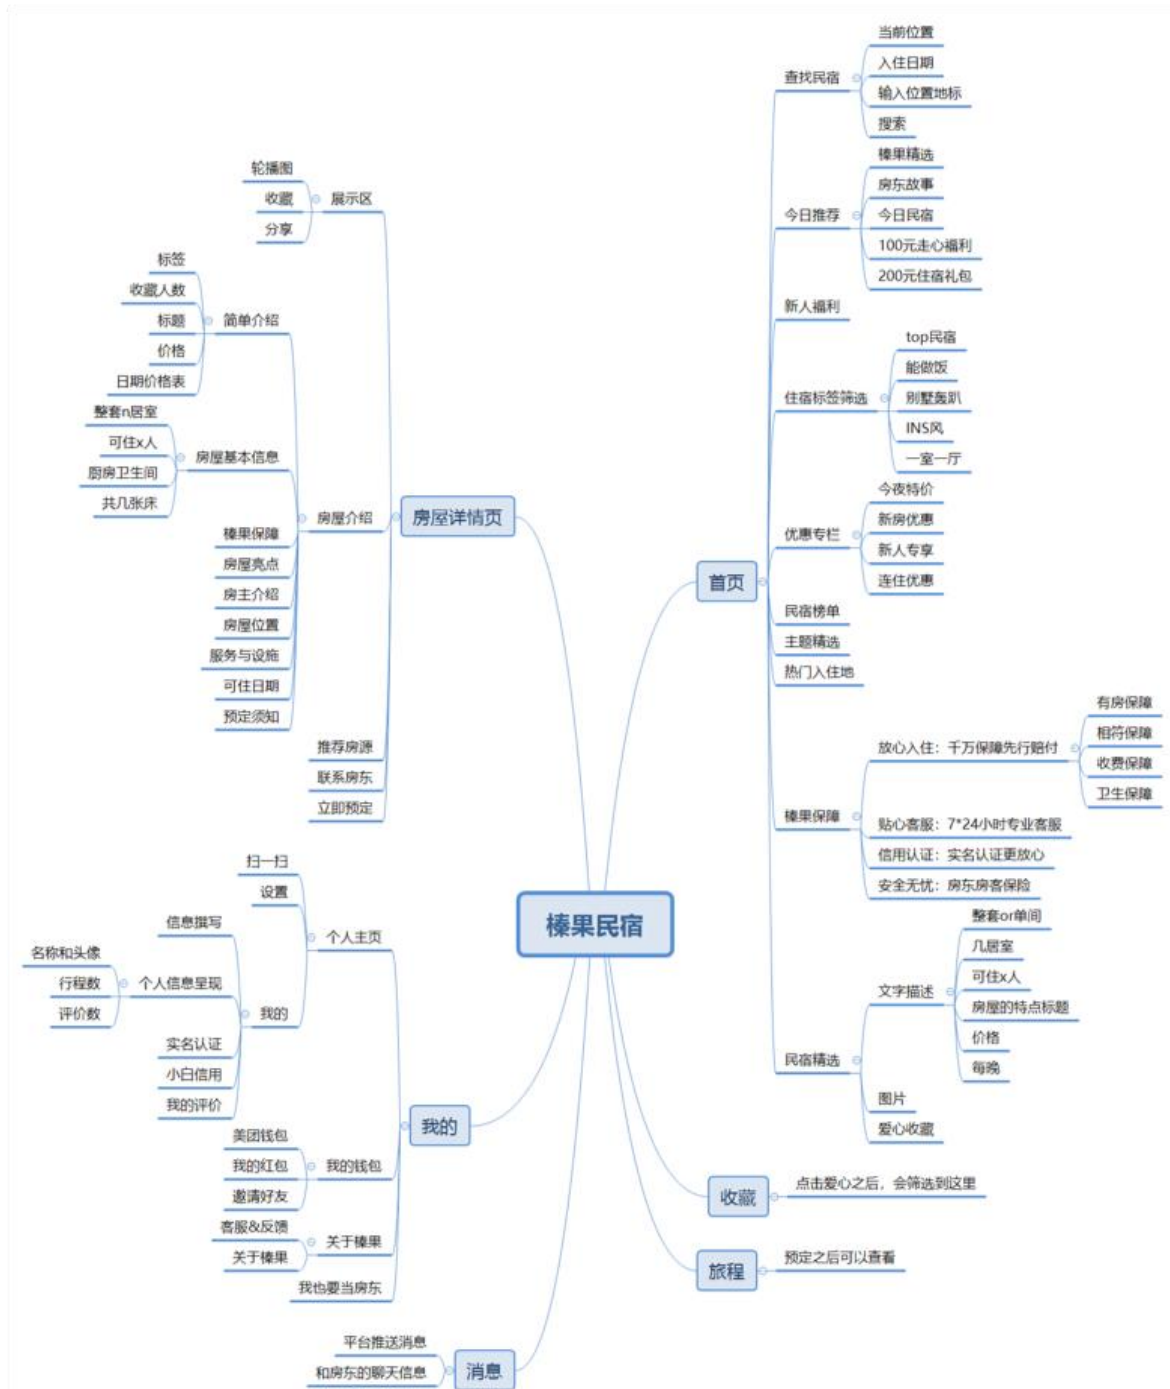 榛果民宿
首页
查找民宿
当前位置
入住日期
输入位置地标
搜索
今日推荐
榛果精选
房东故事
今日民宿
100元走心福利
200元住宿礼包
新人福利
住宿标签筛选
top民宿
能做饭
别墅轰趴
INS风
一室一厅
优惠专栏
今夜特价
新房优惠
新人专享
连住优惠
民宿榜单
主题精选
热门入住地
榛果保障
放心入住：千万保障先行赔付
有房保障
相符保障
收费保障
卫生保障
贴心客服：7*24小时专业客服
信用认证：实名认证更放心
安全无忧：房东房客保险
民宿精选
文字描述
整套or单间
几居室
可住x人
房屋的特点标题
价格
每晚
图片
爱心收藏
收藏
点击爱心之后，会筛选到这里
旅程
预定之后可以查看
房屋详情页
展示区
轮播图
收藏
分享
房屋介绍
简单介绍
标签
收藏人数
标题
价格
日期价格表
房屋基本信息
整套n居室
可住x人
厨房卫生间
共几张床
榛果保障
房屋亮点
房主介绍
房屋位置
服务与设施
可住日期
预定须知
推荐房源
联系房东
立即预定
我的
个人主页
扫一扫
设置
我的
信息撰写
个人信息呈现
名称和头像
行程数
评价数
实名认证
小白信用
我的评价
我的钱包
美团钱包
我的红包
邀请好友
关于榛果
客服&反馈
关于榛果
我也要当房东
消息
平台推送消息
和房东的聊天信息